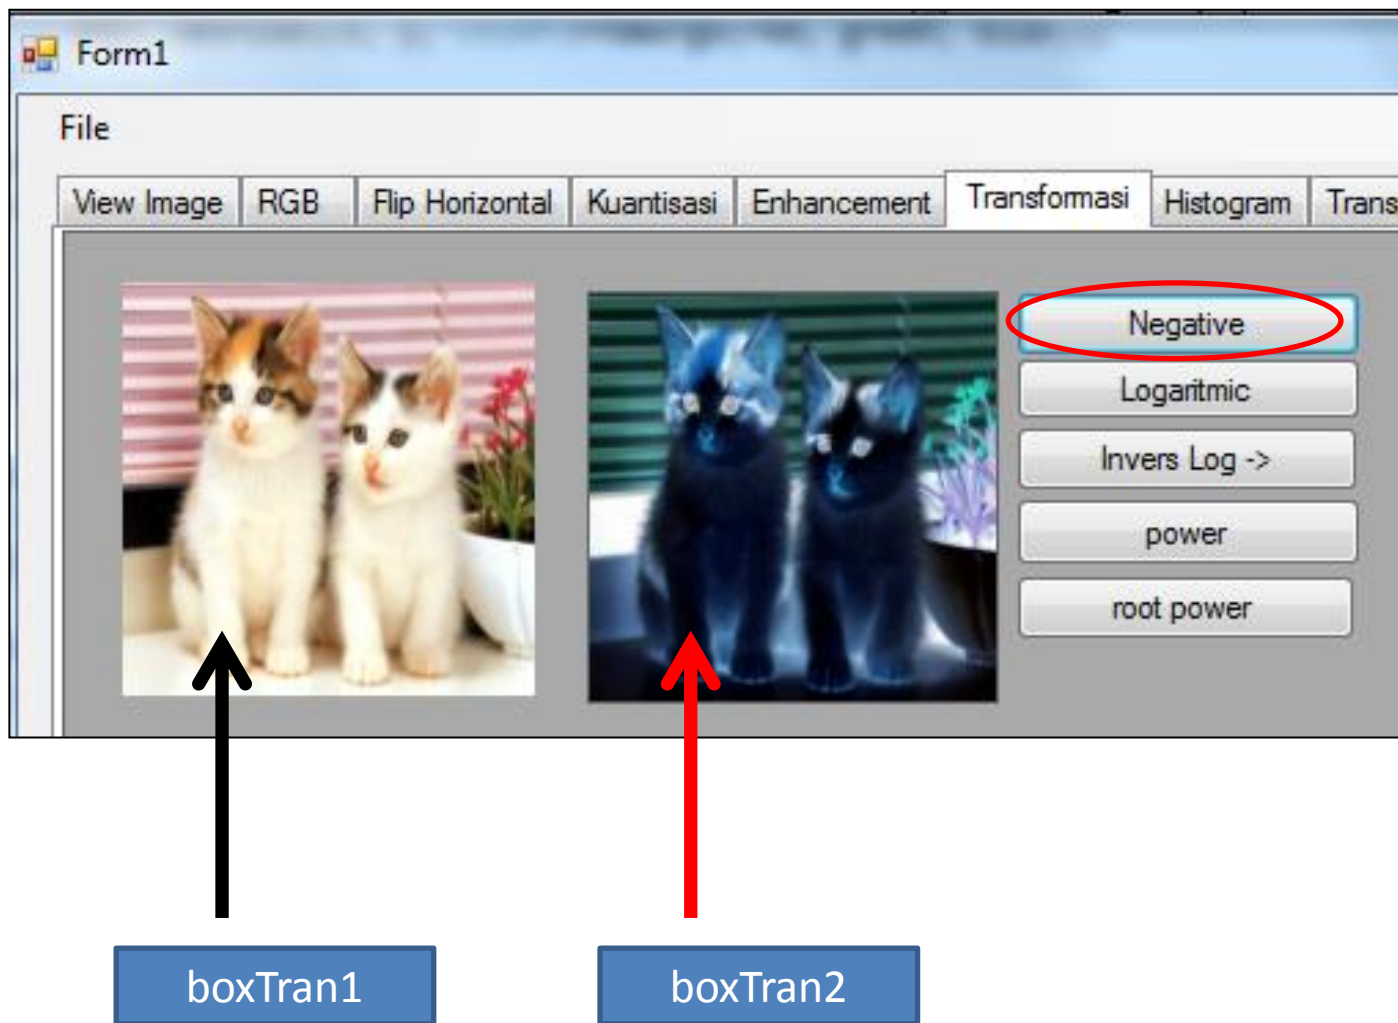 Form1
File
View Image RGB Flip Horizontal Kuantisasi Enhancement Transformasi Histogram Trans
Negative
Logaritmic
Invers Log ->
power
root power
boxTran1 boxTran2